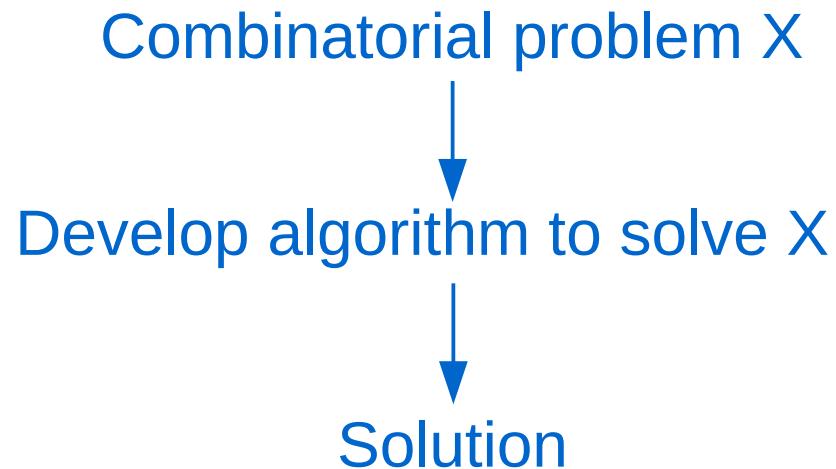 Combinatorial problem X
Develop algorithm to solve X
Solution